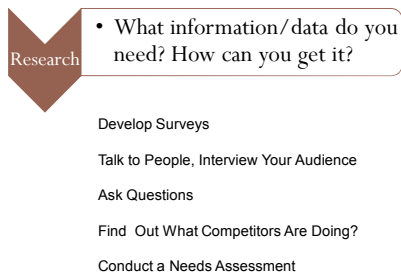 Research
• What information/data do you
need? How can you get it?
Develop Surveys
Talk to People, Interview Your Audience
Ask Questions
Find  Out What Competitors Are Doing?
Conduct a Needs Assessment